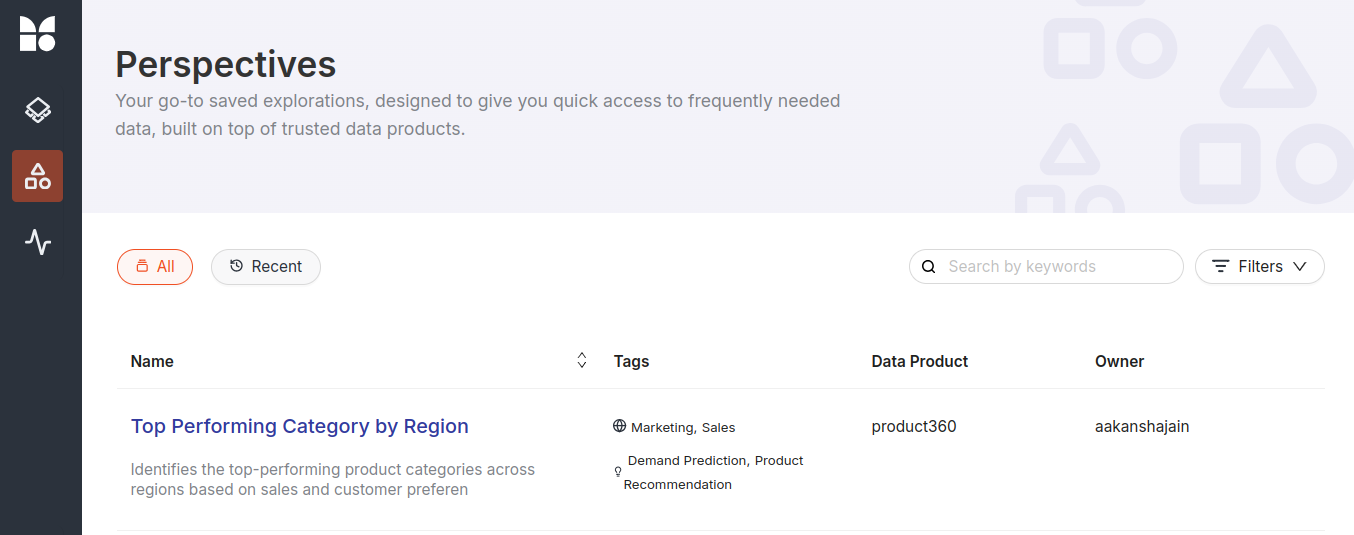 Perspectives
Your go-to saved explorations, designed to give you quick access to frequently needed
data, built on top of trusted data products.
All
Recent
Search by keywords
Filters
Name
Tags
Data Product
Owner
Top Performing Category by Region
Marketing, Sales
product360
aakanshajain
Identifies the top-performing product categories across
regions based on sales and customer preferen
Demand Prediction, Product
Recommendation